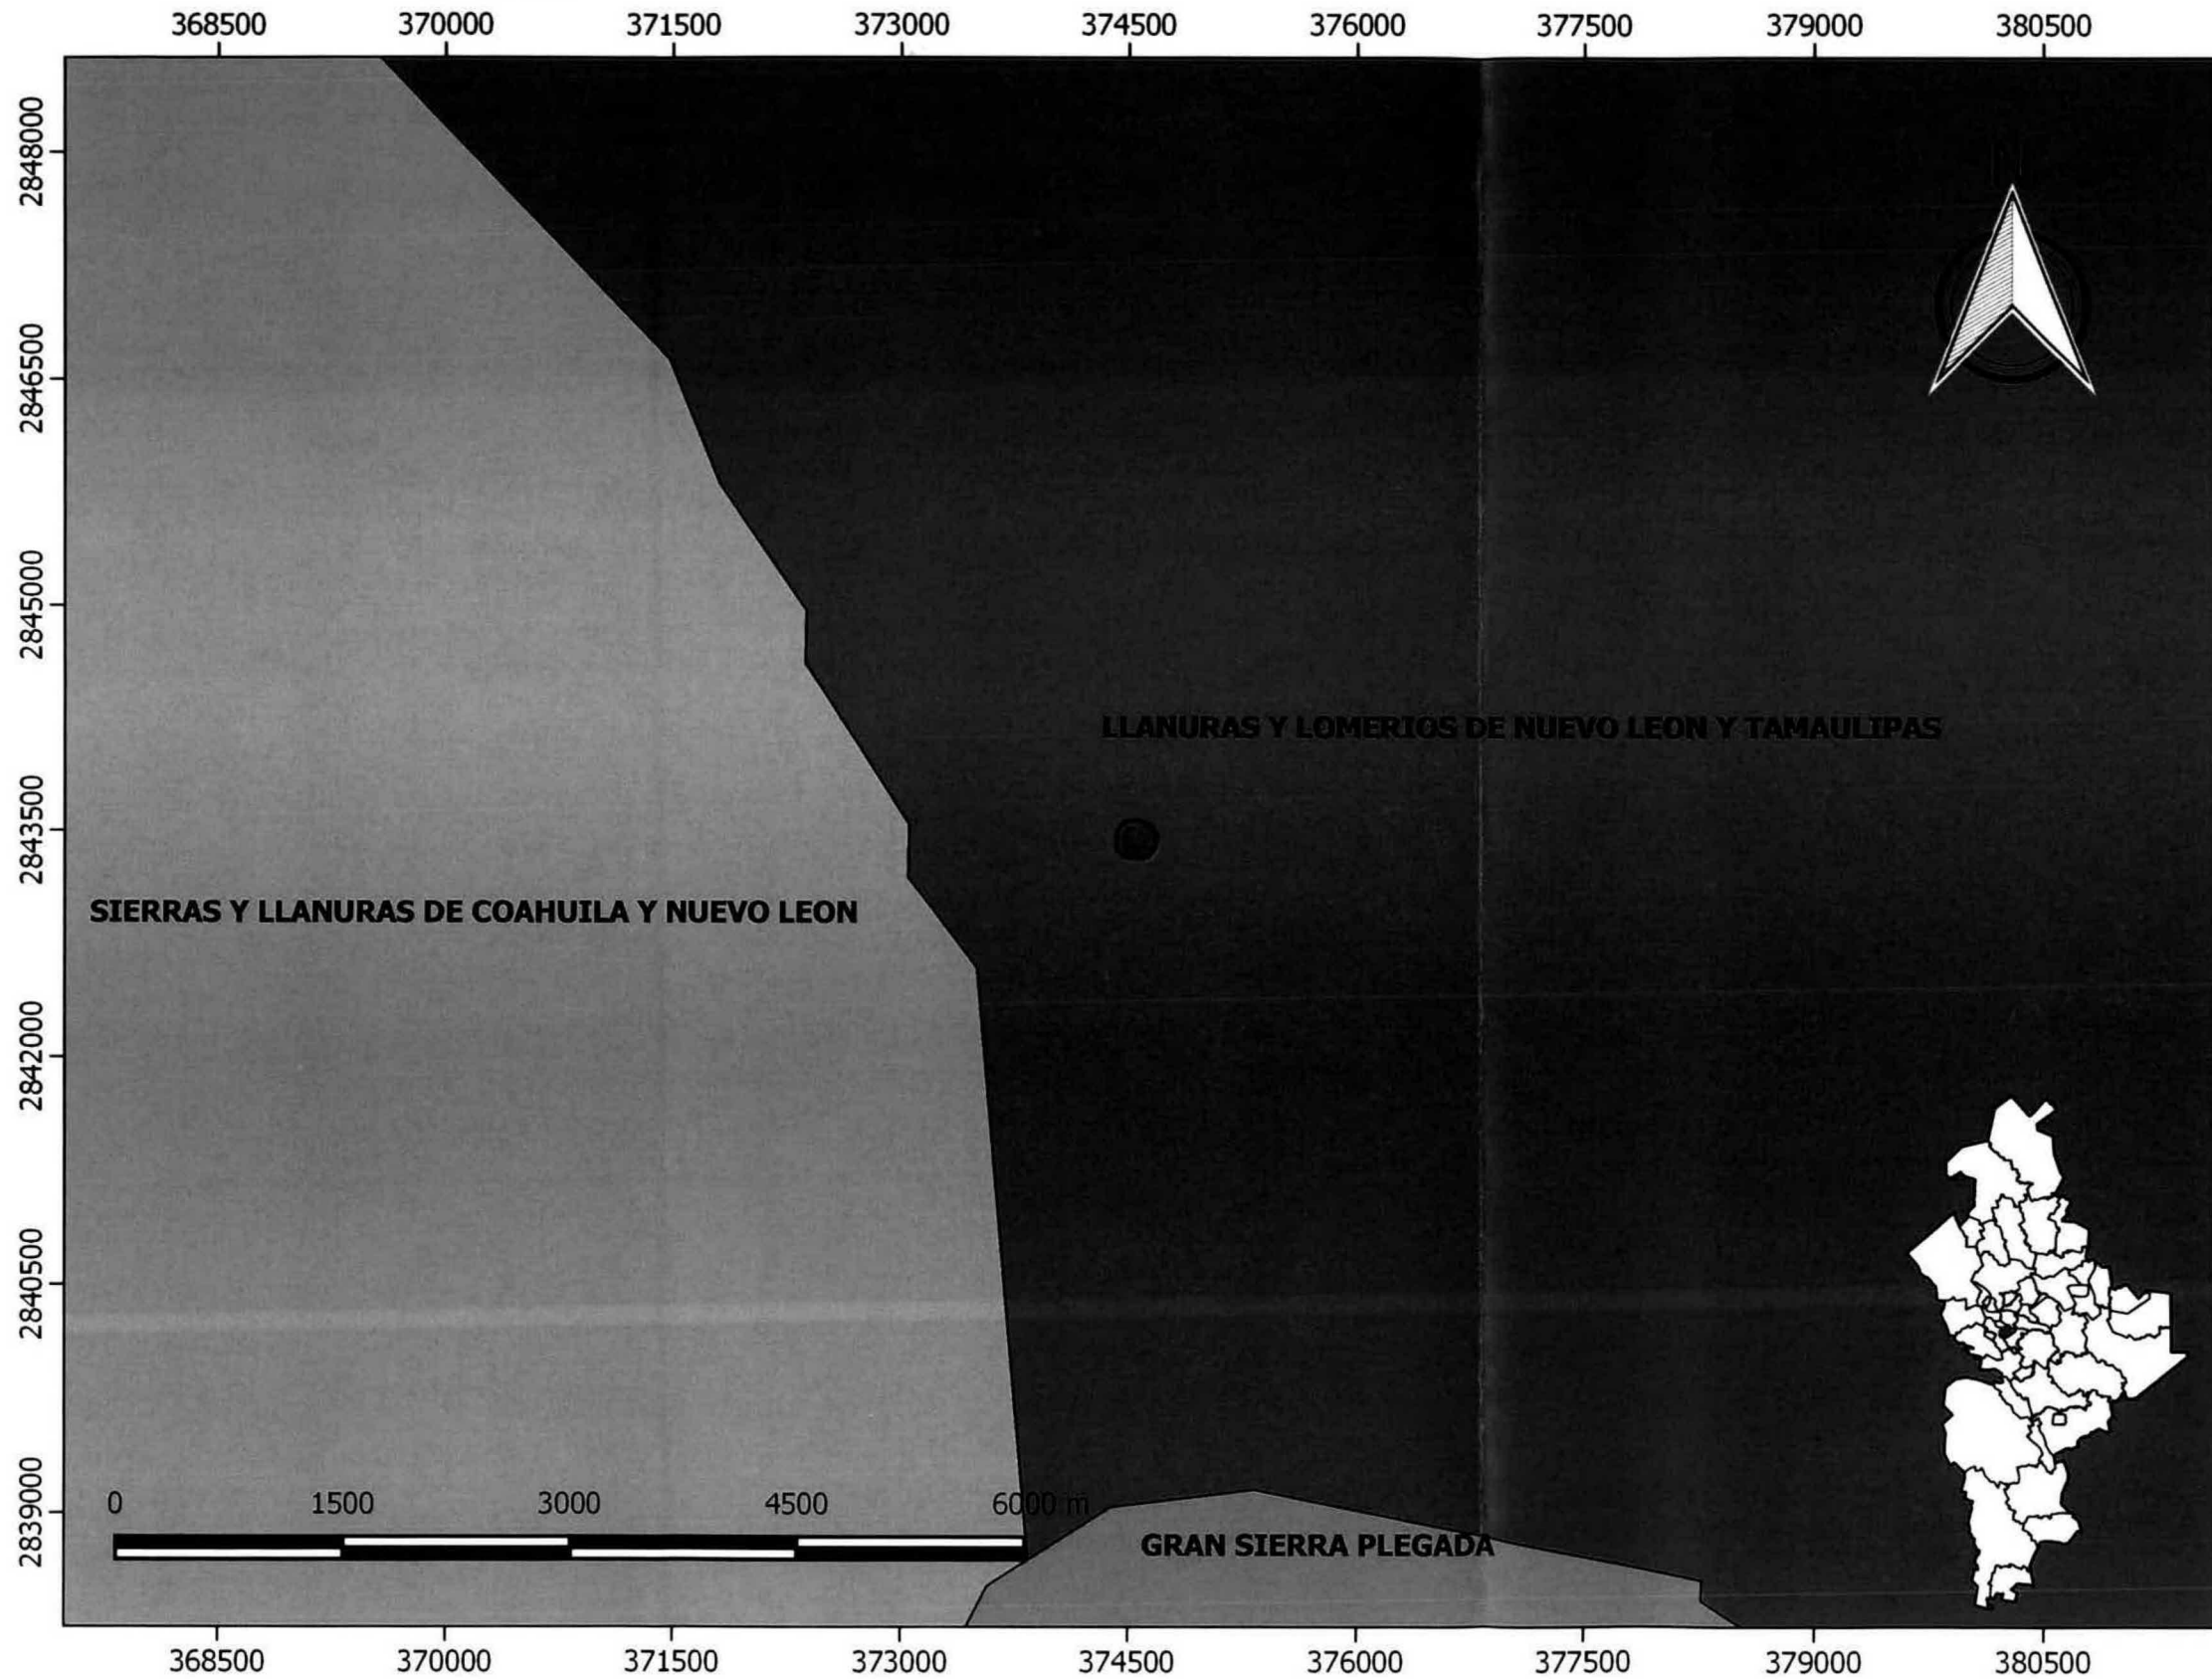 368500 370000 371500 373000 374500 376000 377500 379000 380500
2848000
N
2846500
2845000
LLANURAS Y LOMERIOS DE NUEVO LEON Y TAMAULIPAS
2843500
SIERRAS Y LLANURAS DE COAHUILA Y NUEVO LEON
2842000
2840500
2839000
0 1500 3000 4500 6000 m
GRAN SIERRA PLEGADA
368500 370000 371500 373000 374500 376000 377500 379000 380500